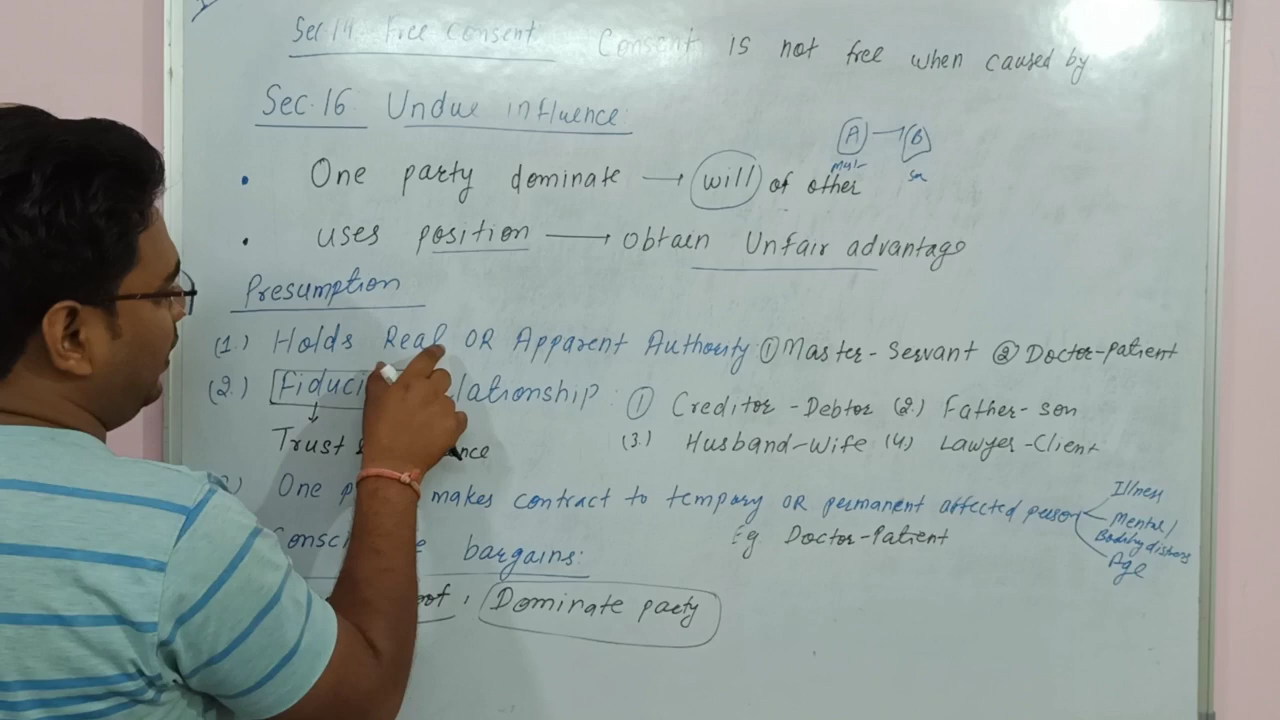 Sec 14 Free Consent Consent is not free when caused by
Sec.16 Undue influence
A → B
• One party dominate → will of other
• uses position → obtain Unfair advantage
Presumption
(1.) Holds Real OR Apparent Authority ① Master-Servant ② Doctor-Patient
(2.) Fiduci lationship: ① Creditor-Debtor (2.) Father-son
Trust nce (3.) Husband-Wife (4) Lawyer-Client
One p makes contract to tempory OR permanent affected person
Illness
Mental/
Bodily distress
Age
Eg Doctor-Patient
Consci e bargains:
oof, Dominate party